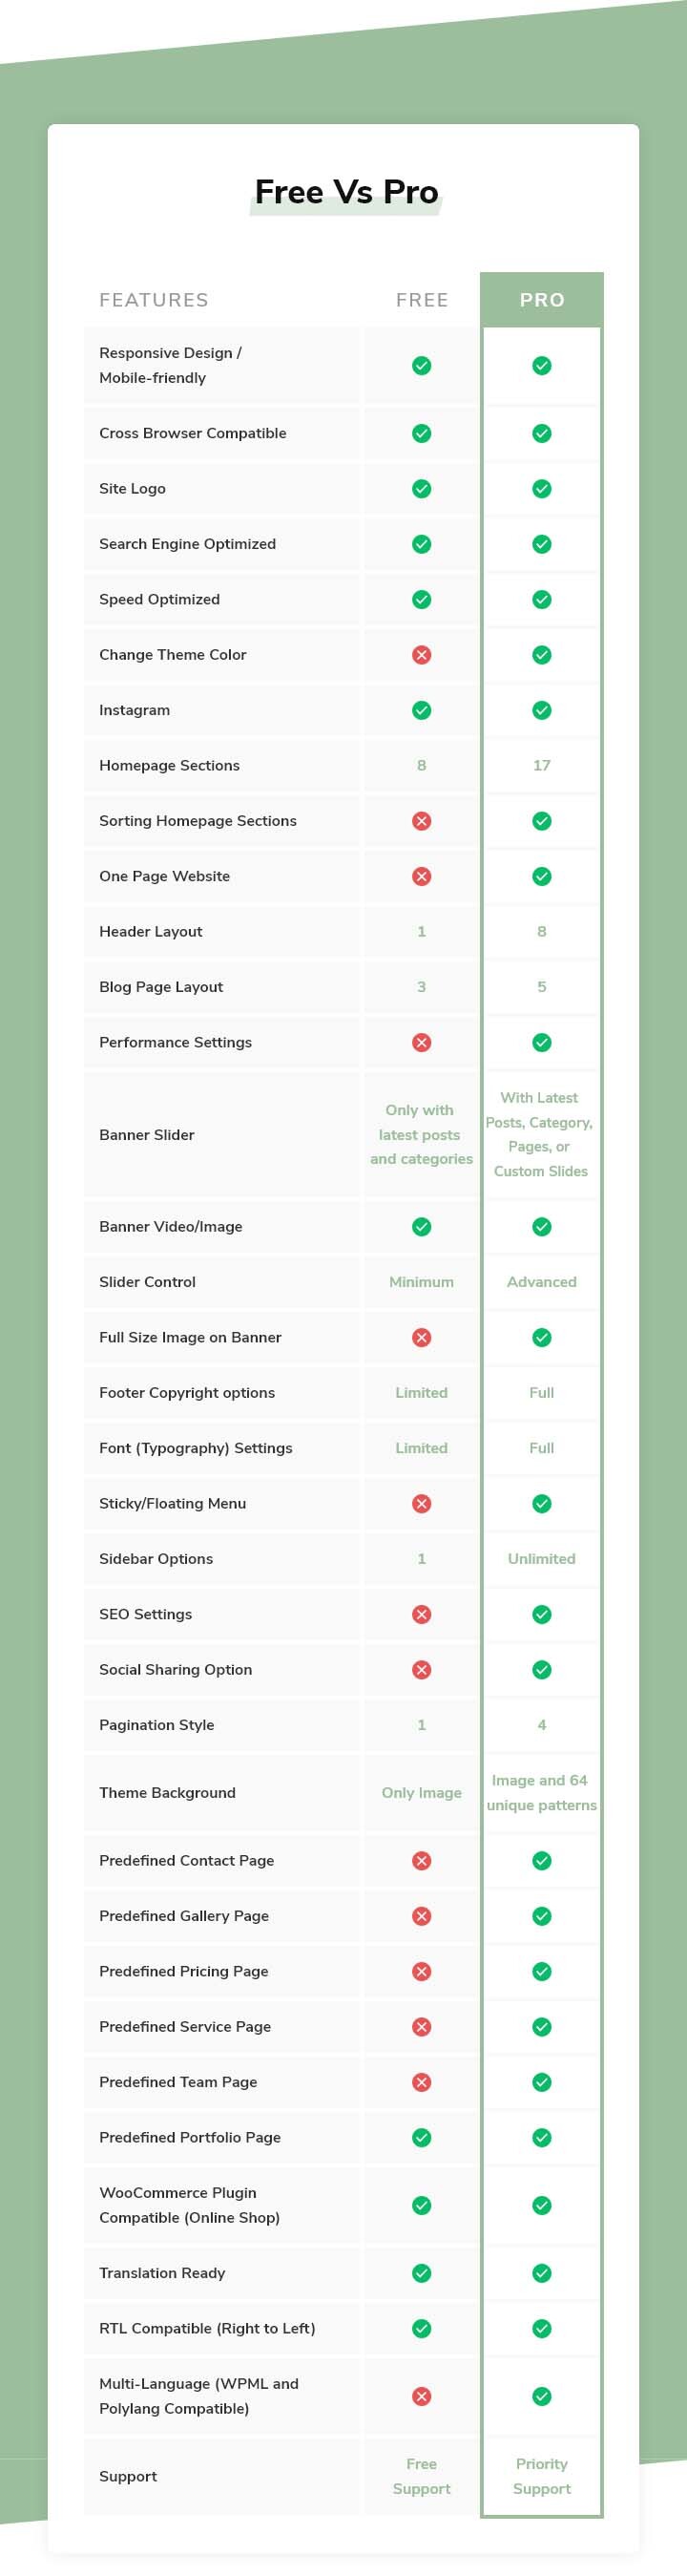 Free Vs Pro
FEATURES FREE PRO
Responsive Design /
Mobile-friendly
Cross Browser Compatible
Site Logo
Search Engine Optimized
Speed Optimized
Change Theme Color
Instagram
Homepage Sections 8 17
Sorting Homepage Sections
One Page Website
Header Layout 1 8
Blog Page Layout 3 5
Performance Settings
Banner Slider
Only with
latest posts
and categories
With Latest
Posts, Category,
Pages, or
Custom Slides
Banner Video/Image
Slider Control Minimum Advanced
Full Size Image on Banner
Footer Copyright options Limited Full
Font (Typography) Settings Limited Full
Sticky/Floating Menu
Sidebar Options 1 Unlimited
SEO Settings
Social Sharing Option
Pagination Style 1 4
Theme Background Only Image
Image and 64
unique patterns
Predefined Contact Page
Predefined Gallery Page
Predefined Pricing Page
Predefined Service Page
Predefined Team Page
Predefined Portfolio Page
WooCommerce Plugin
Compatible (Online Shop)
Translation Ready
RTL Compatible (Right to Left)
Multi-Language (WPML and
Polylang Compatible)
Support
Free
Support
Priority
Support